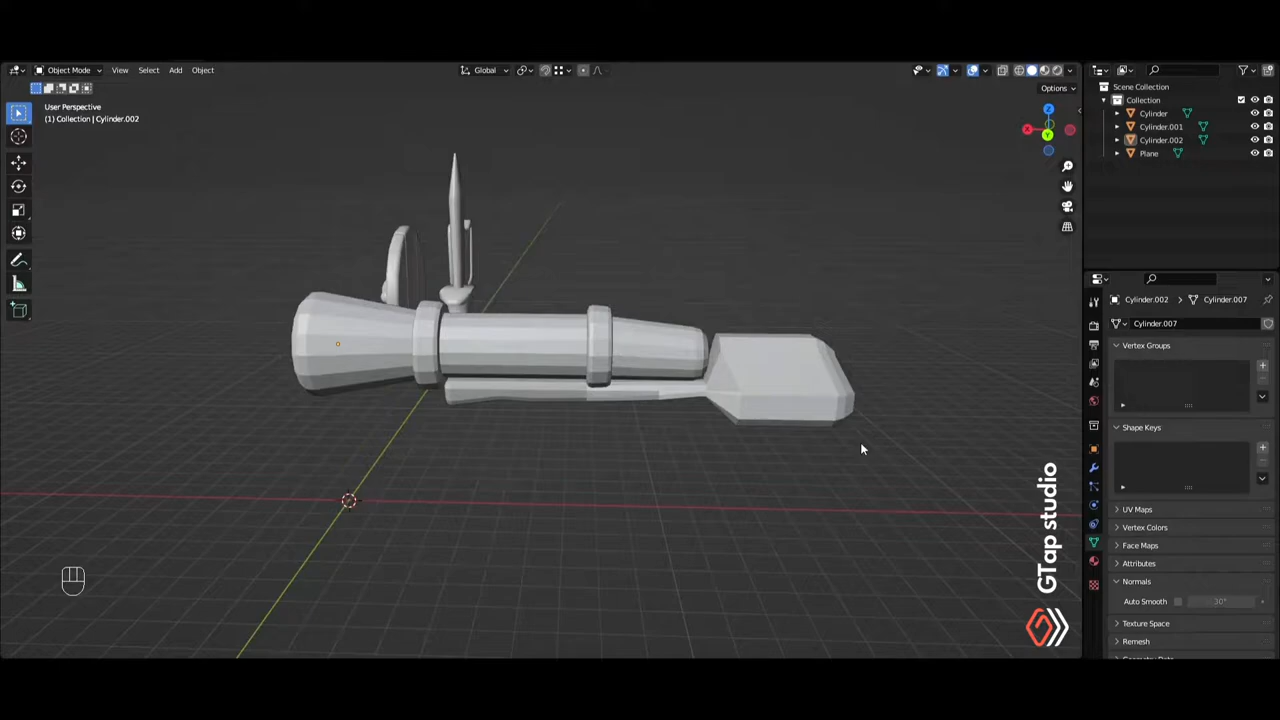 Object Mode
View
Select
Add
Object
Global
Options
User Perspective
(1) Collection | Cylinder.002
Scene Collection
Collection
Cylinder
Cylinder.001
Cylinder.002
Plane
Cylinder.002 > Cylinder.007
Cylinder.007
Vertex Groups
Shape Keys
UV Maps
Vertex Colors
Face Maps
Attributes
Normals
Auto Smooth 30°
Texture Space
Remesh
X
Y
Z
GTap studio